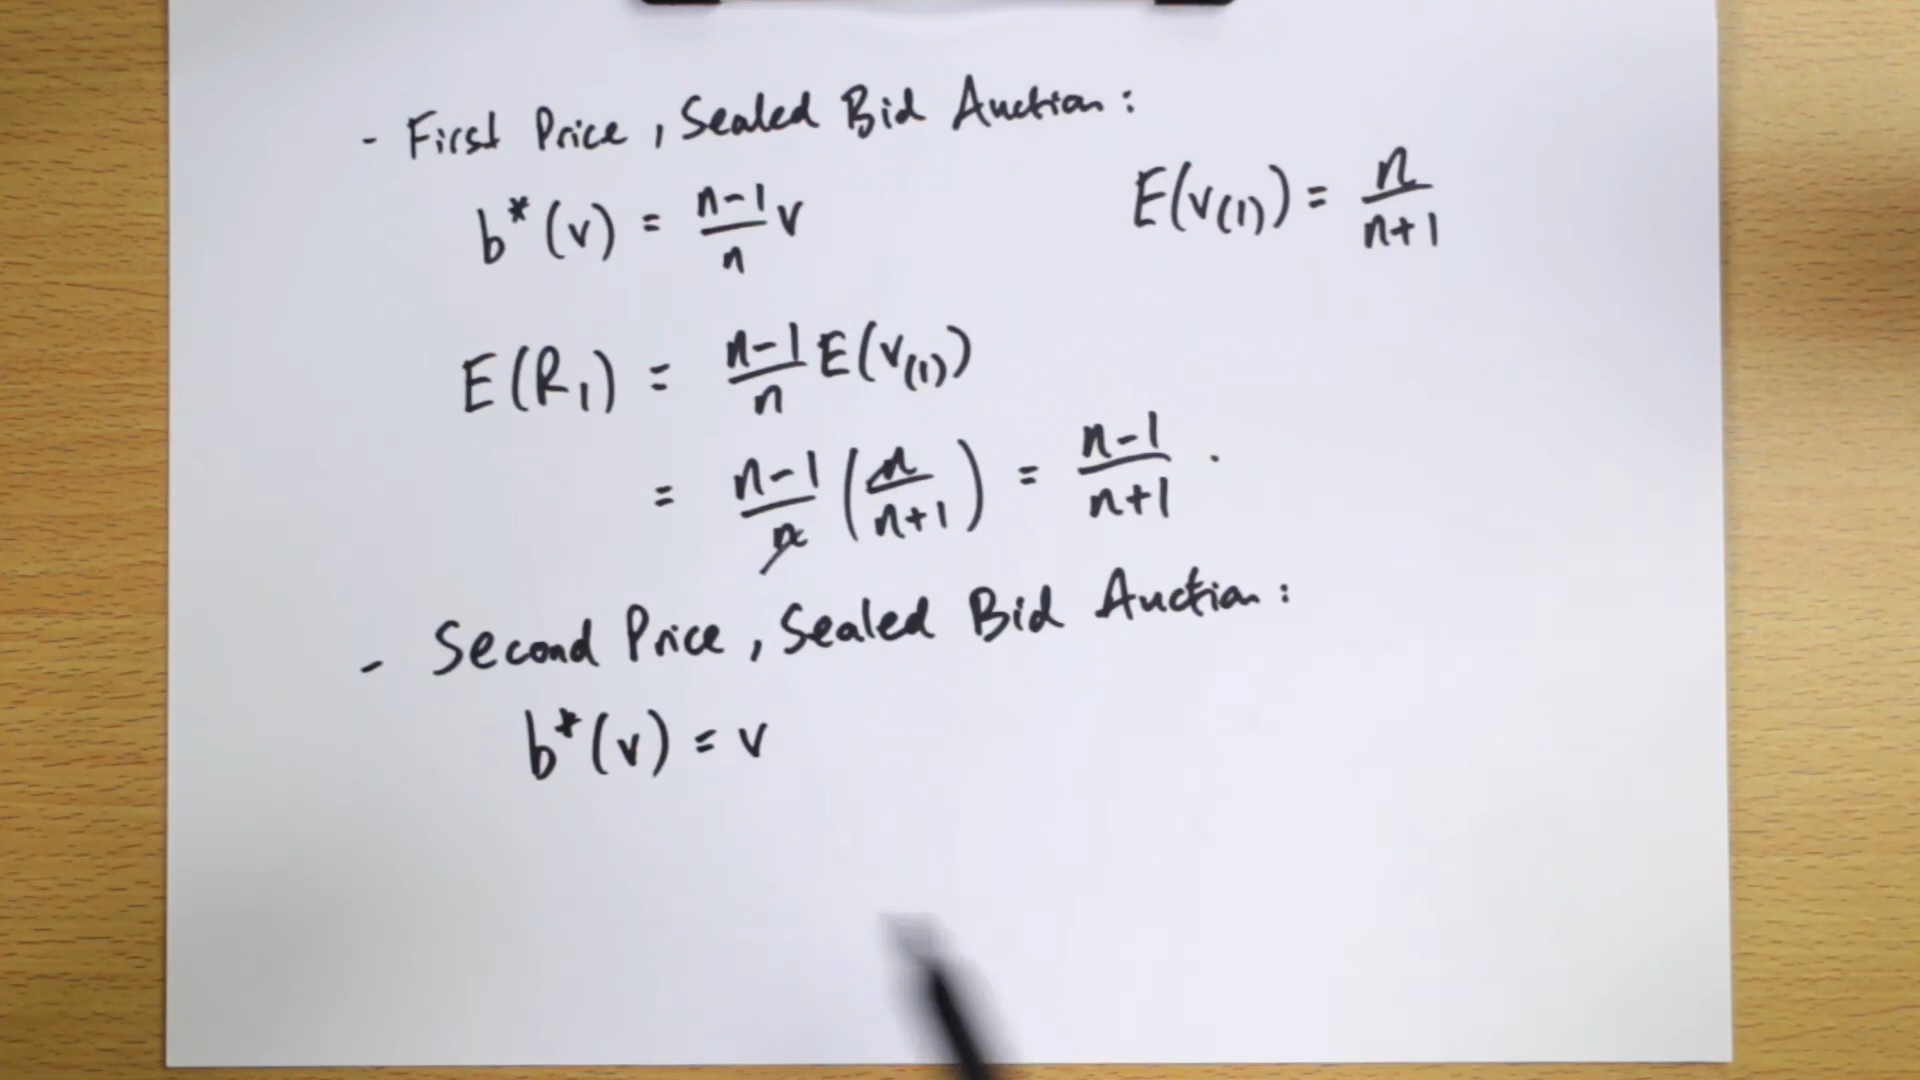 - First Price, Sealed Bid Auction:
b*(v) = n-1/n v
E(v(1)) = n/n+1
E(R1) = n-1/n E(v(1))
= n-1/n (n/n+1) = n-1/n+1 .
- Second Price, Sealed Bid Auction:
b*(v) = v